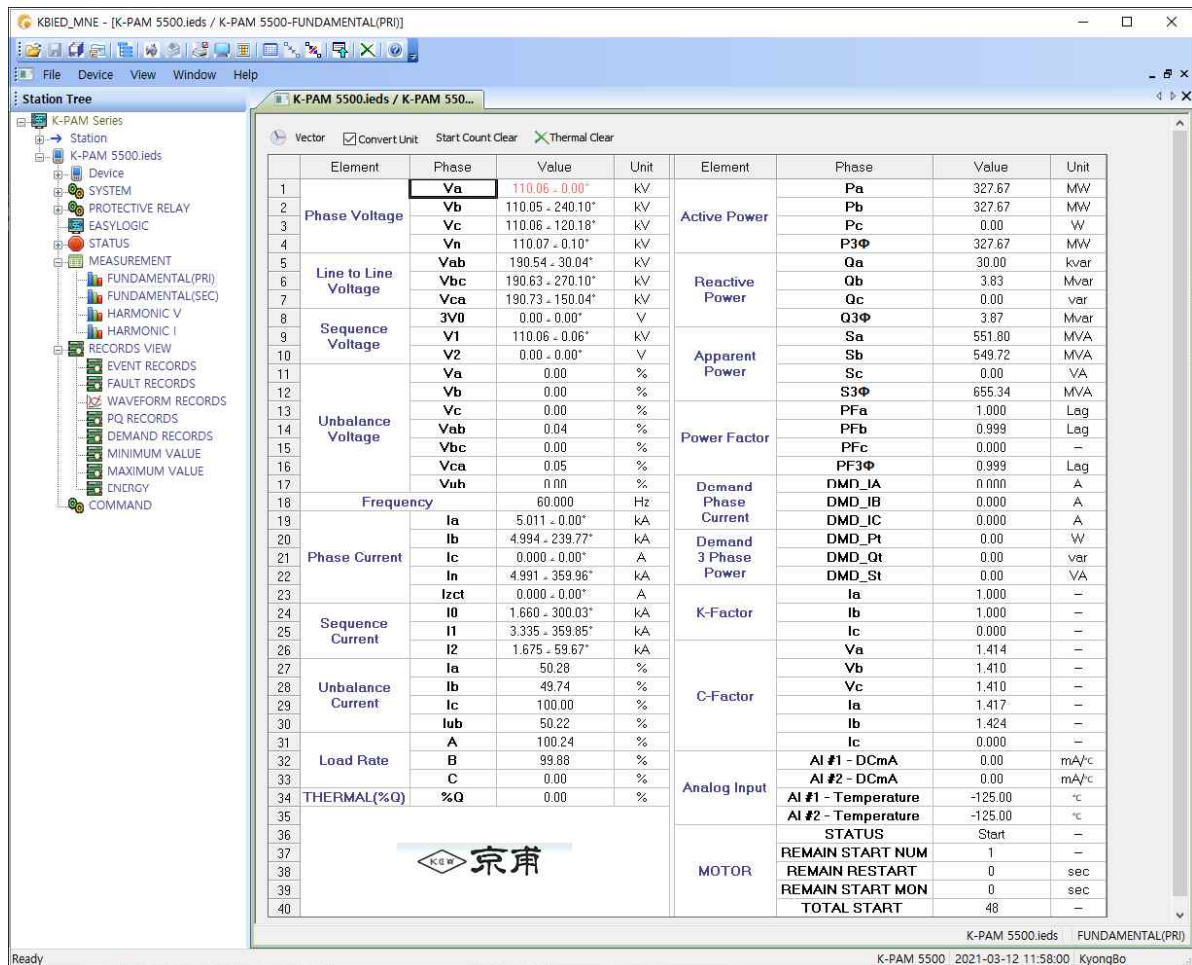 KBIED_MNE - [K-PAM 5500.ieds / K-PAM 5500-FUNDAMENTAL(PRI)]
File Device View Window Help
Station Tree
K-PAM Series
Station
K-PAM 5500.ieds
Device
SYSTEM
PROTECTIVE RELAY
EASYLOGIC
STATUS
MEASUREMENT
FUNDAMENTAL(PRI)
FUNDAMENTAL(SEC)
HARMONIC V
HARMONIC I
RECORDS VIEW
EVENT RECORDS
FAULT RECORDS
WAVEFORM RECORDS
PQ RECORDS
DEMAND RECORDS
MINIMUM VALUE
MAXIMUM VALUE
ENERGY
COMMAND
K-PAM 5500.ieds / K-PAM 550...
Vector Convert Unit Start Count Clear Thermal Clear
Element Phase Value Unit Element Phase Value Unit
1 Phase Voltage Va 110.06 ∠ 0.00° kV Active Power Pa 327.67 MW
2 Vb 110.05 ∠ 240.10° kV Pb 327.67 MW
3 Vc 110.06 ∠ 120.18° kV Pc 0.00 W
4 Vn 110.07 ∠ 0.10° kV P3Φ 327.67 MW
5 Line to Line Voltage Vab 190.54 ∠ 30.04° kV Reactive Power Qa 30.00 kvar
6 Vbc 190.63 ∠ 270.10° kV Qb 3.83 Mvar
7 Vca 190.73 ∠ 150.04° kV Qc 0.00 var
8 Sequence Voltage 3V0 0.00 ∠ 0.00° V Q3Φ 3.87 Mvar
9 V1 110.06 ∠ 0.06° kV Apparent Power Sa 551.80 MVA
10 V2 0.00 ∠ 0.00° V Sb 549.72 MVA
11 Unbalance Voltage Va 0.00 % Sc 0.00 VA
12 Vb 0.00 % S3Φ 655.34 MVA
13 Vc 0.00 % Power Factor PFa 1.000 Lag
14 Vab 0.04 % PFb 0.999 Lag
15 Vbc 0.00 % PFc 0.000 –
16 Vca 0.05 % PF3Φ 0.999 Lag
17 Vub 0.00 % Demand Phase Current DMD_IA 0.000 A
18 Frequency 60.000 Hz DMD_IB 0.000 A
19 Phase Current Ia 5.011 ∠ 0.00° kA DMD_IC 0.000 A
20 Ib 4.994 ∠ 239.77° kA Demand 3 Phase Power DMD_Pt 0.00 W
21 Ic 0.000 ∠ 0.00° A DMD_Qt 0.00 var
22 In 4.991 ∠ 359.96° kA DMD_St 0.00 VA
23 Izct 0.000 ∠ 0.00° A K-Factor Ia 1.000 –
24 Sequence Current I0 1.660 ∠ 300.03° kA Ib 1.000 –
25 I1 3.335 ∠ 359.85° kA Ic 0.000 –
26 I2 1.675 ∠ 59.67° kA C-Factor Va 1.414 –
27 Unbalance Current Ia 50.28 % Vb 1.410 –
28 Ib 49.74 % Vc 1.410 –
29 Ic 100.00 % Ia 1.417 –
30 Iub 50.22 % Ib 1.424 –
31 Load Rate A 100.24 % Ic 0.000 –
32 B 99.88 % Analog Input AI #1 - DCmA 0.00 mA/℃
33 C 0.00 % AI #2 - DCmA 0.00 mA/℃
34 THERMAL(%Q) %Q 0.00 % AI #1 - Temperature -125.00 ℃
35 AI #2 - Temperature -125.00 ℃
36 MOTOR STATUS Start –
37 REMAIN START NUM 1 –
38 REMAIN RESTART 0 sec
39 REMAIN START MON 0 sec
40 TOTAL START 48 –
KEW 京甫
K-PAM 5500.ieds FUNDAMENTAL(PRI)
Ready K-PAM 5500 2021-03-12 11:58:00 KyongBo